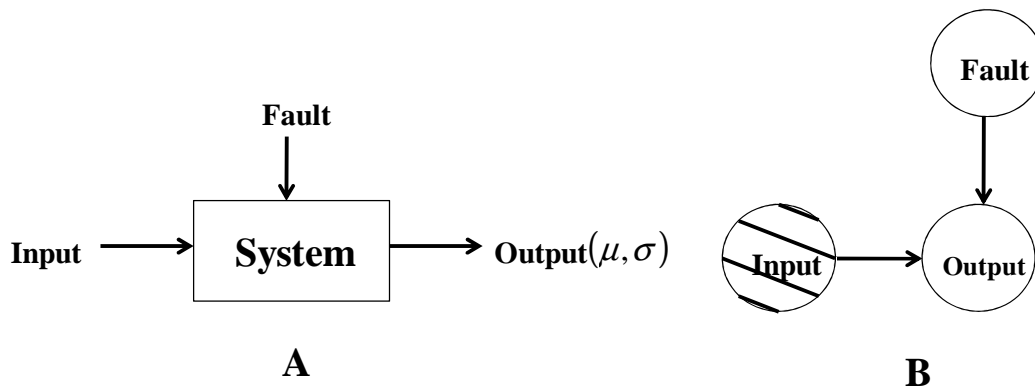 Fault
Input
System
Output(μ, σ)
A
Fault
Input
Output
B